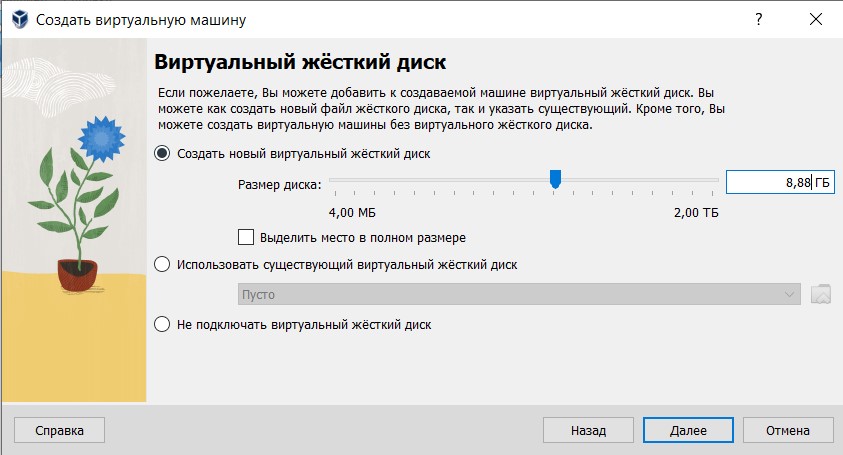 Создать виртуальную машину
?
Виртуальный жёсткий диск
Если пожелаете, Вы можете добавить к создаваемой машине виртуальный жёсткий диск. Вы
можете как создать новый файл жёсткого диска, так и указать существующий. Кроме того, Вы
можете создать виртуальную машины без виртуального жёсткого диска.
Создать новый виртуальный жёсткий диск
Размер диска:
8,88 ГБ
4,00 МБ
2,00 ТБ
Выделить место в полном размере
Использовать существующий виртуальный жёсткий диск
Пусто
Не подключать виртуальный жёсткий диск
Справка
Назад
Далее
Отмена